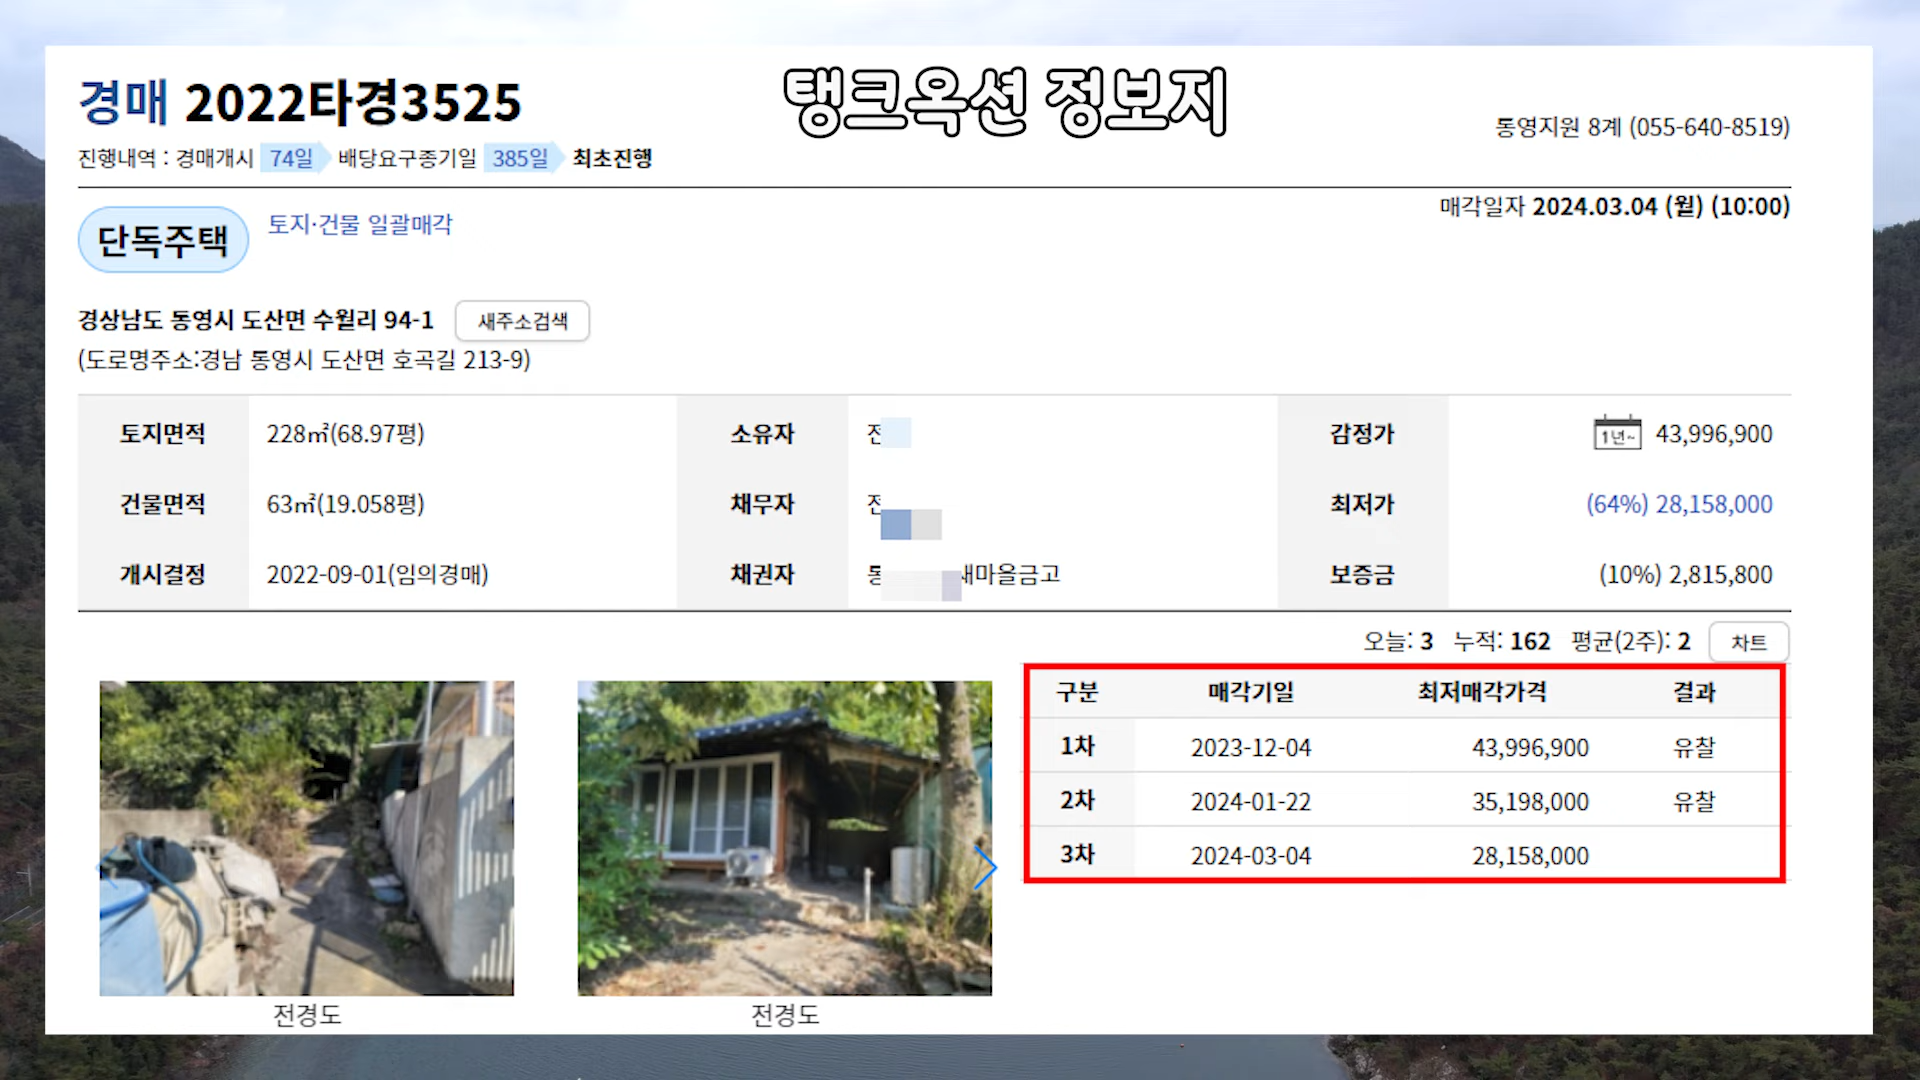 경매 2022타경3525
탱크옥션 정보지
통영지원 8계 (055-640-8519)
진행내역 : 경매개시 74일 배당요구종기일 385일 최초진행
매각일자 2024.03.04 (월) (10:00)
단독주택 토지·건물 일괄매각
경상남도 통영시 도산면 수월리 94-1 새주소검색
(도로명주소:경남 통영시 도산면 호곡길 213-9)
토지면적 228㎡(68.97평) 소유자 전 감정가 1년~ 43,996,900
건물면적 63㎡(19.058평) 채무자 전 최저가 (64%) 28,158,000
개시결정 2022-09-01(임의경매) 채권자 새마을금고 보증금 (10%) 2,815,800
오늘: 3 누적: 162 평균(2주): 2 차트
구분 매각기일 최저매각가격 결과
1차 2023-12-04 43,996,900 유찰
2차 2024-01-22 35,198,000 유찰
3차 2024-03-04 28,158,000
전경도 전경도